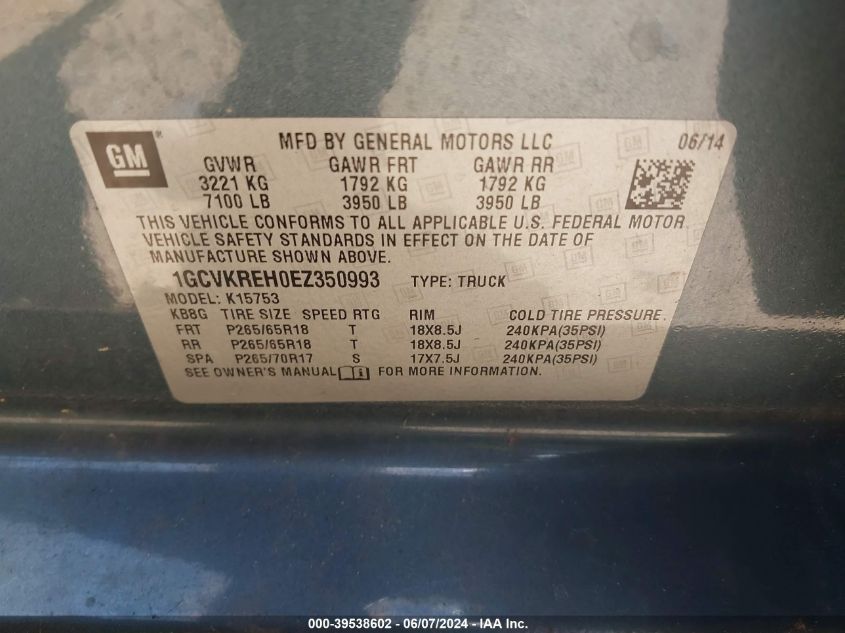 GM® MFD BY GENERAL MOTORS LLC 06/14
GVWR GAWR FRT GAWR RR
3221 KG 1792 KG 1792 KG
7100 LB 3950 LB 3950 LB
THIS VEHICLE CONFORMS TO ALL APPLICABLE U.S. FEDERAL MOTOR
VEHICLE SAFETY STANDARDS IN EFFECT ON THE DATE OF
MANUFACTURE SHOWN ABOVE.
1GCVKREH0EZ350993 TYPE: TRUCK
MODEL: K15753
KB8G TIRE SIZE SPEED RTG RIM COLD TIRE PRESSURE
FRT P265/65R18 T 18X8.5J 240KPA(35PSI)
RR P265/65R18 T 18X8.5J 240KPA(35PSI)
SPA P265/70R17 S 17X7.5J 240KPA(35PSI)
SEE OWNER'S MANUAL FOR MORE INFORMATION.
000-39538602 - 06/07/2024 - IAA Inc.